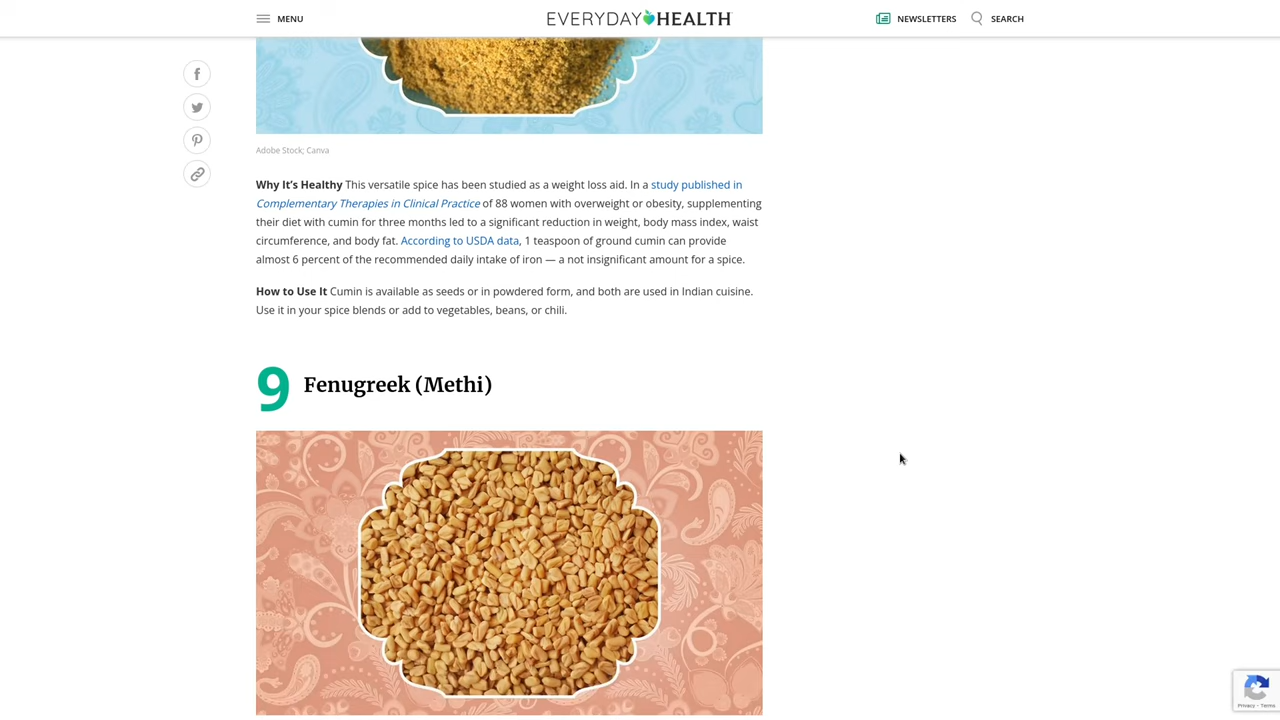 MENU
EVERYDAY HEALTH
NEWSLETTERS
SEARCH
Adobe Stock; Canva
Why It's Healthy This versatile spice has been studied as a weight loss aid. In a study published in
Complementary Therapies in Clinical Practice of 88 women with overweight or obesity, supplementing
their diet with cumin for three months led to a significant reduction in weight, body mass index, waist
circumference, and body fat. According to USDA data, 1 teaspoon of ground cumin can provide
almost 6 percent of the recommended daily intake of iron — a not insignificant amount for a spice.
How to Use It Cumin is available as seeds or in powdered form, and both are used in Indian cuisine.
Use it in your spice blends or add to vegetables, beans, or chili.
9 Fenugreek (Methi)
Privacy - Terms